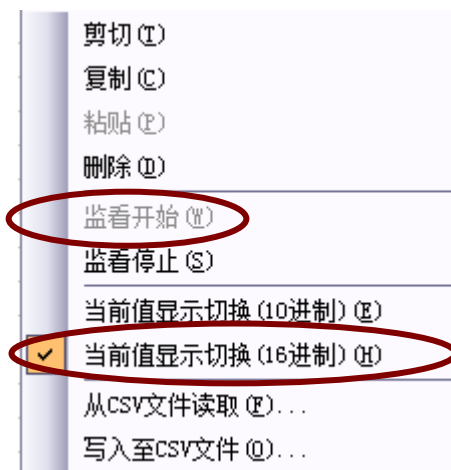 剪切(T)
复制(C)
粘贴(P)
删除(D)
监看开始(W)
监看停止(S)
当前值显示切换(10进制)(E)
当前值显示切换(16进制)(H)
从CSV文件读取(F)...
写入至CSV文件(O)...